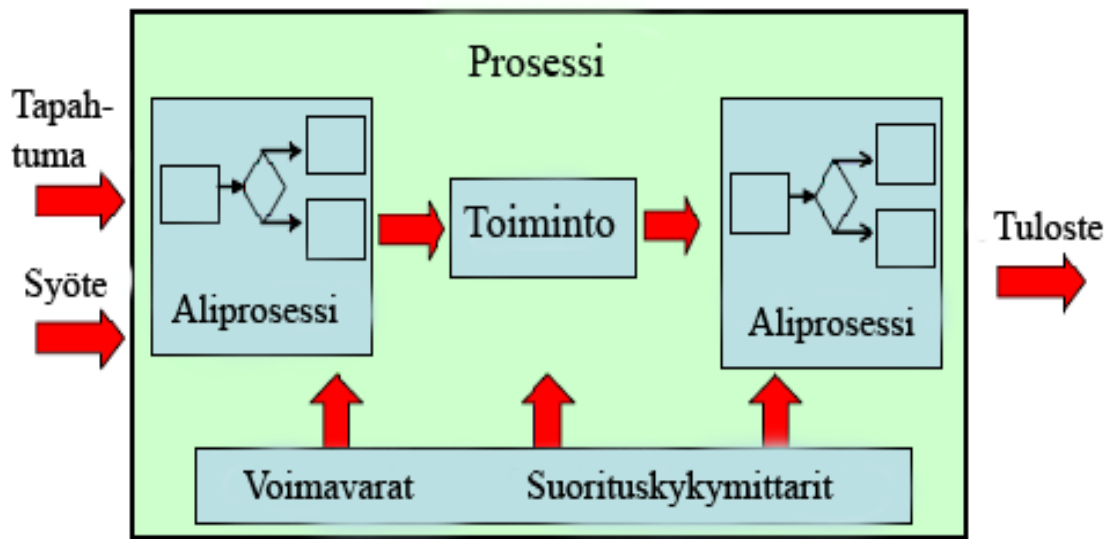 Prosessi
Tapah-
tuma
Syöte
Aliprosessi
Toiminto
Aliprosessi
Tuloste
Voimavarat Suorituskykymittarit